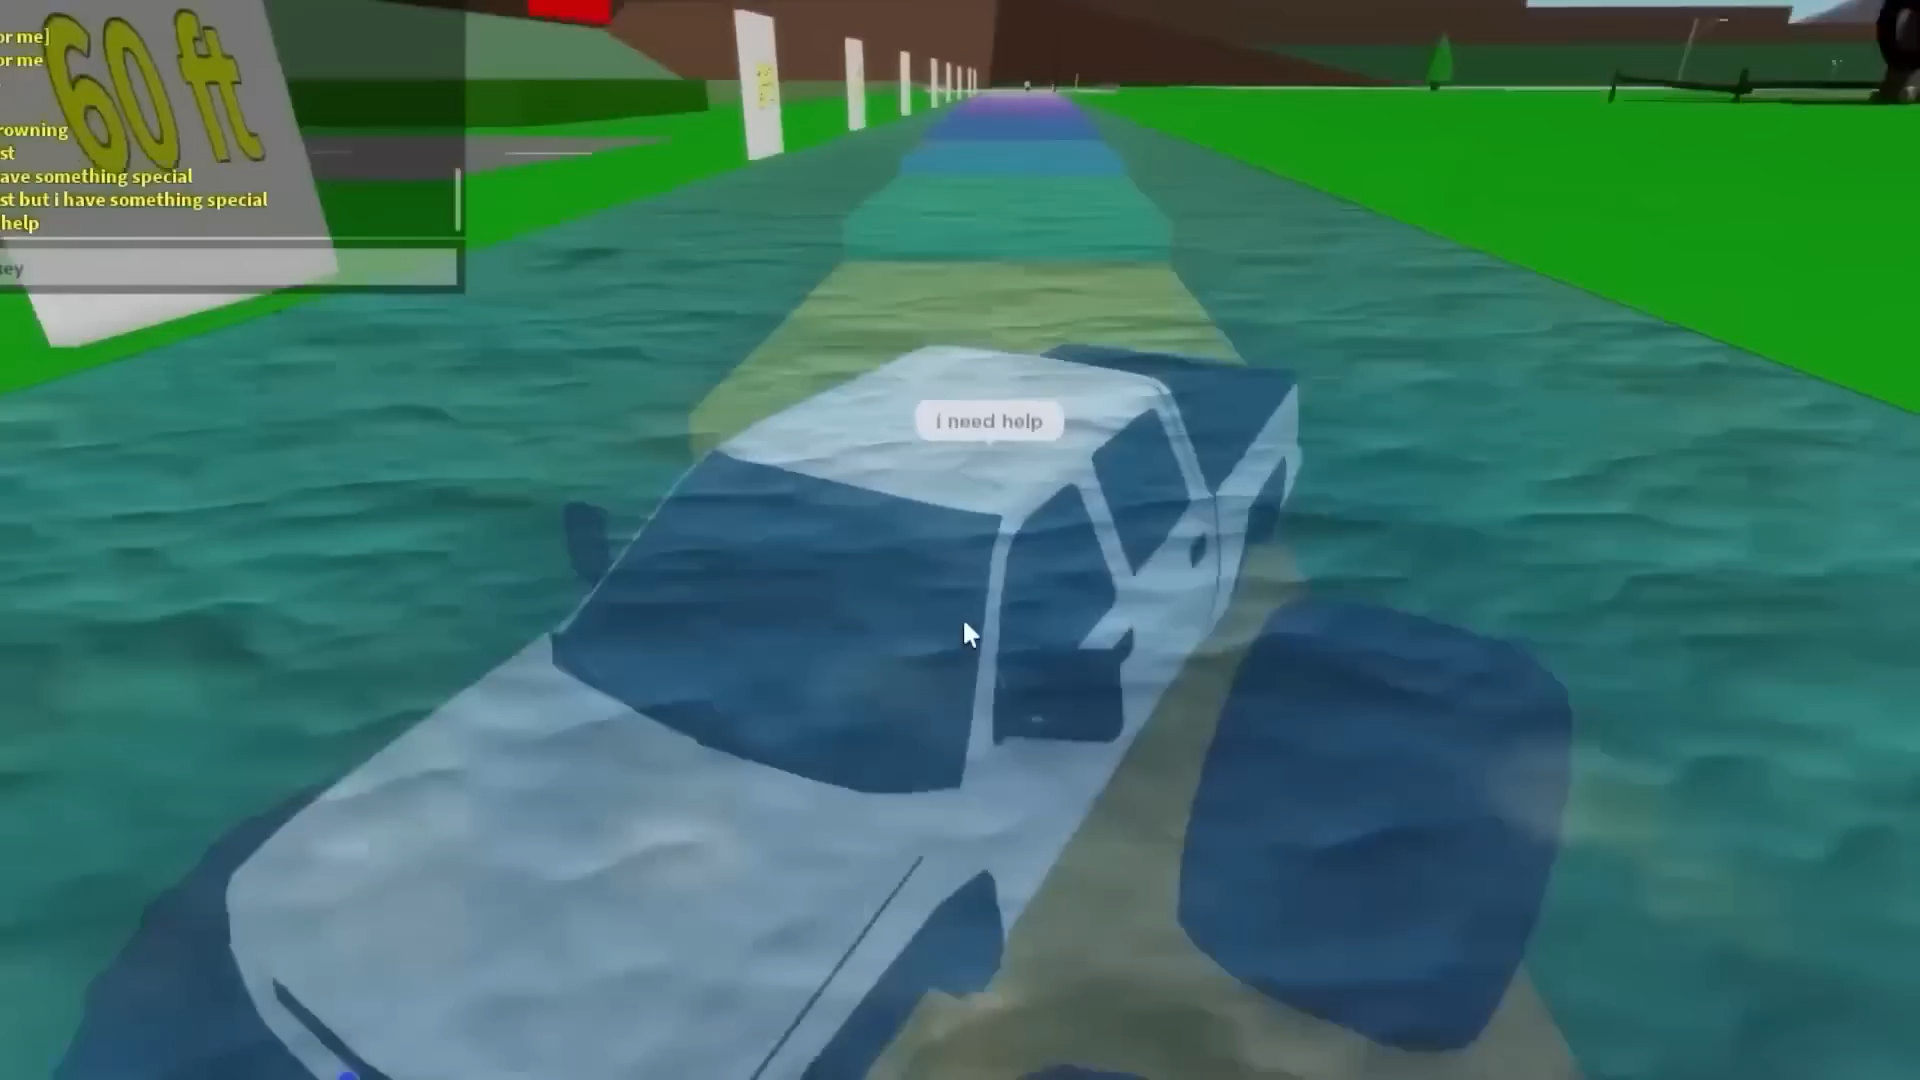 60 ft
or me]
or me
rowning
st
ave something special
st but i have something special
help
key
i need help